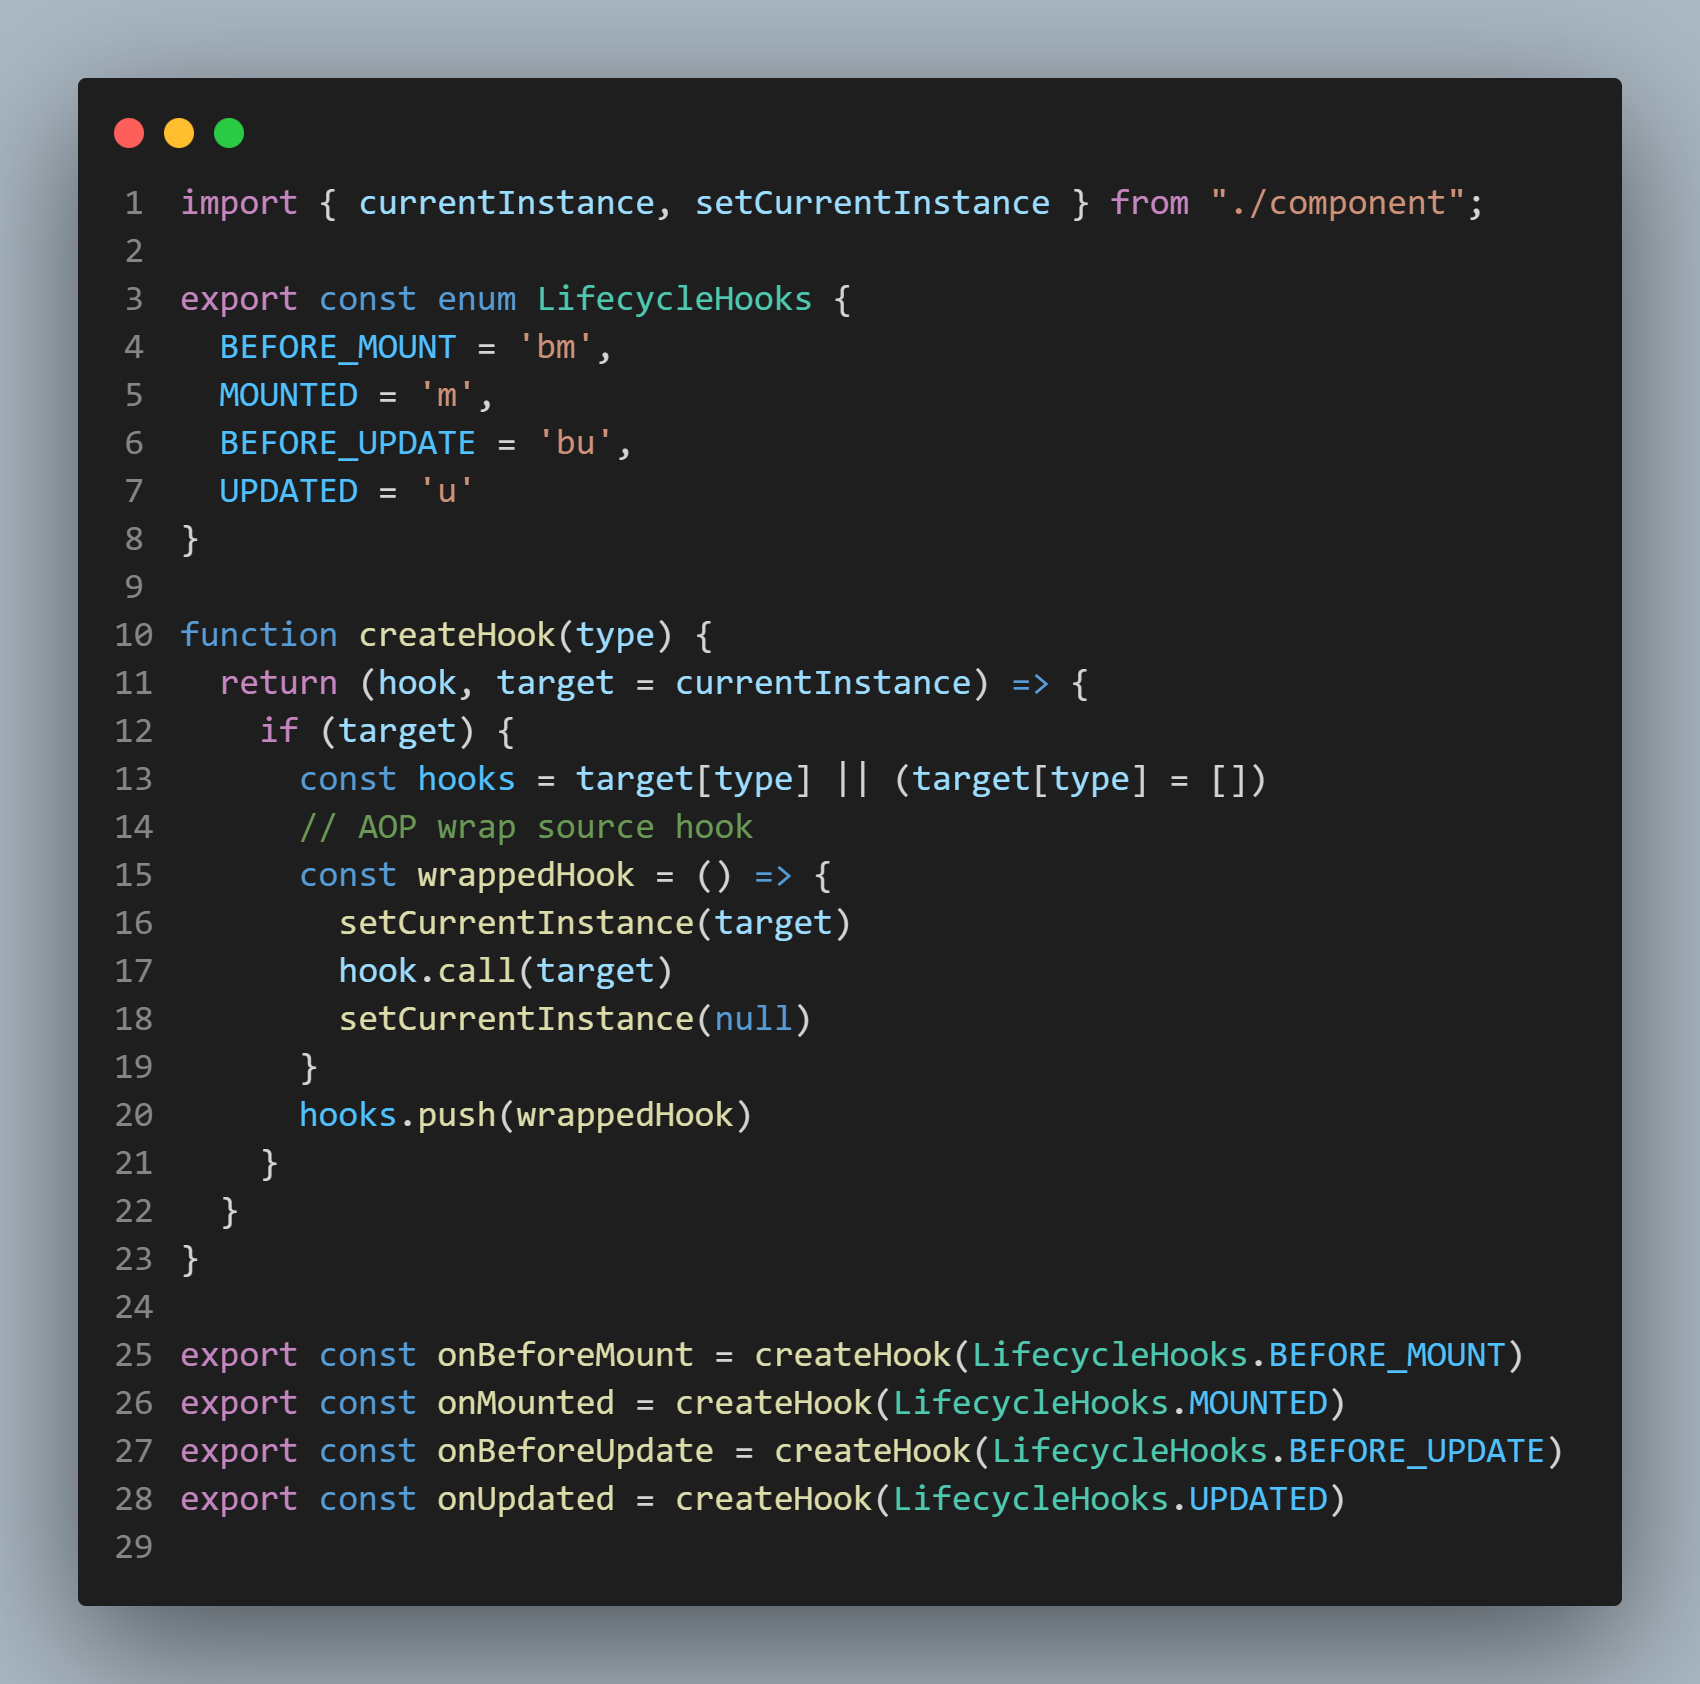 1 import { currentInstance, setCurrentInstance } from "./component";
2
3 export const enum LifecycleHooks {
4   BEFORE_MOUNT = 'bm',
5   MOUNTED = 'm',
6   BEFORE_UPDATE = 'bu',
7   UPDATED = 'u'
8 }
9
10 function createHook(type) {
11   return (hook, target = currentInstance) => {
12     if (target) {
13       const hooks = target[type] || (target[type] = [])
14       // AOP wrap source hook
15       const wrappedHook = () => {
16         setCurrentInstance(target)
17         hook.call(target)
18         setCurrentInstance(null)
19       }
20       hooks.push(wrappedHook)
21     }
22   }
23 }
24
25 export const onBeforeMount = createHook(LifecycleHooks.BEFORE_MOUNT)
26 export const onMounted = createHook(LifecycleHooks.MOUNTED)
27 export const onBeforeUpdate = createHook(LifecycleHooks.BEFORE_UPDATE)
28 export const onUpdated = createHook(LifecycleHooks.UPDATED)
29